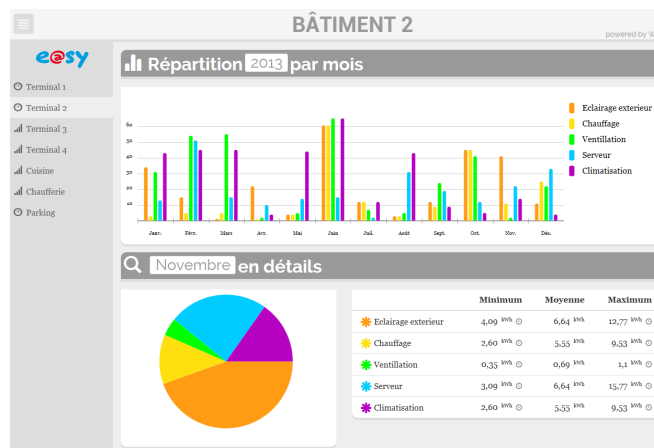 BÂTIMENT 2
powered by W
e@sy
Terminal 1
Terminal 2
Terminal 3
Terminal 4
Cuisine
Chaufferie
Parking
Répartition 2013 par mois
Eclairage exterieur
Chauffage
Ventillation
Serveur
Climatisation
60
50
40
30
20
10
Janv. Févr. Mars Avr. Mai Juin Juil. Août Sept. Oct. Nov. Déc.
Novembre en détails
Minimum Moyenne Maximum
Eclairage exterieur 4,09 kWh 6,64 kWh 12,77 kWh
Chauffage 2,60 kWh 5,55 kWh 9,53 kWh
Ventillation 0,35 kWh 0,69 kWh 1,1 kWh
Serveur 3,09 kWh 6,64 kWh 15,77 kWh
Climatisation 2,60 kWh 5,55 kWh 9,53 kWh